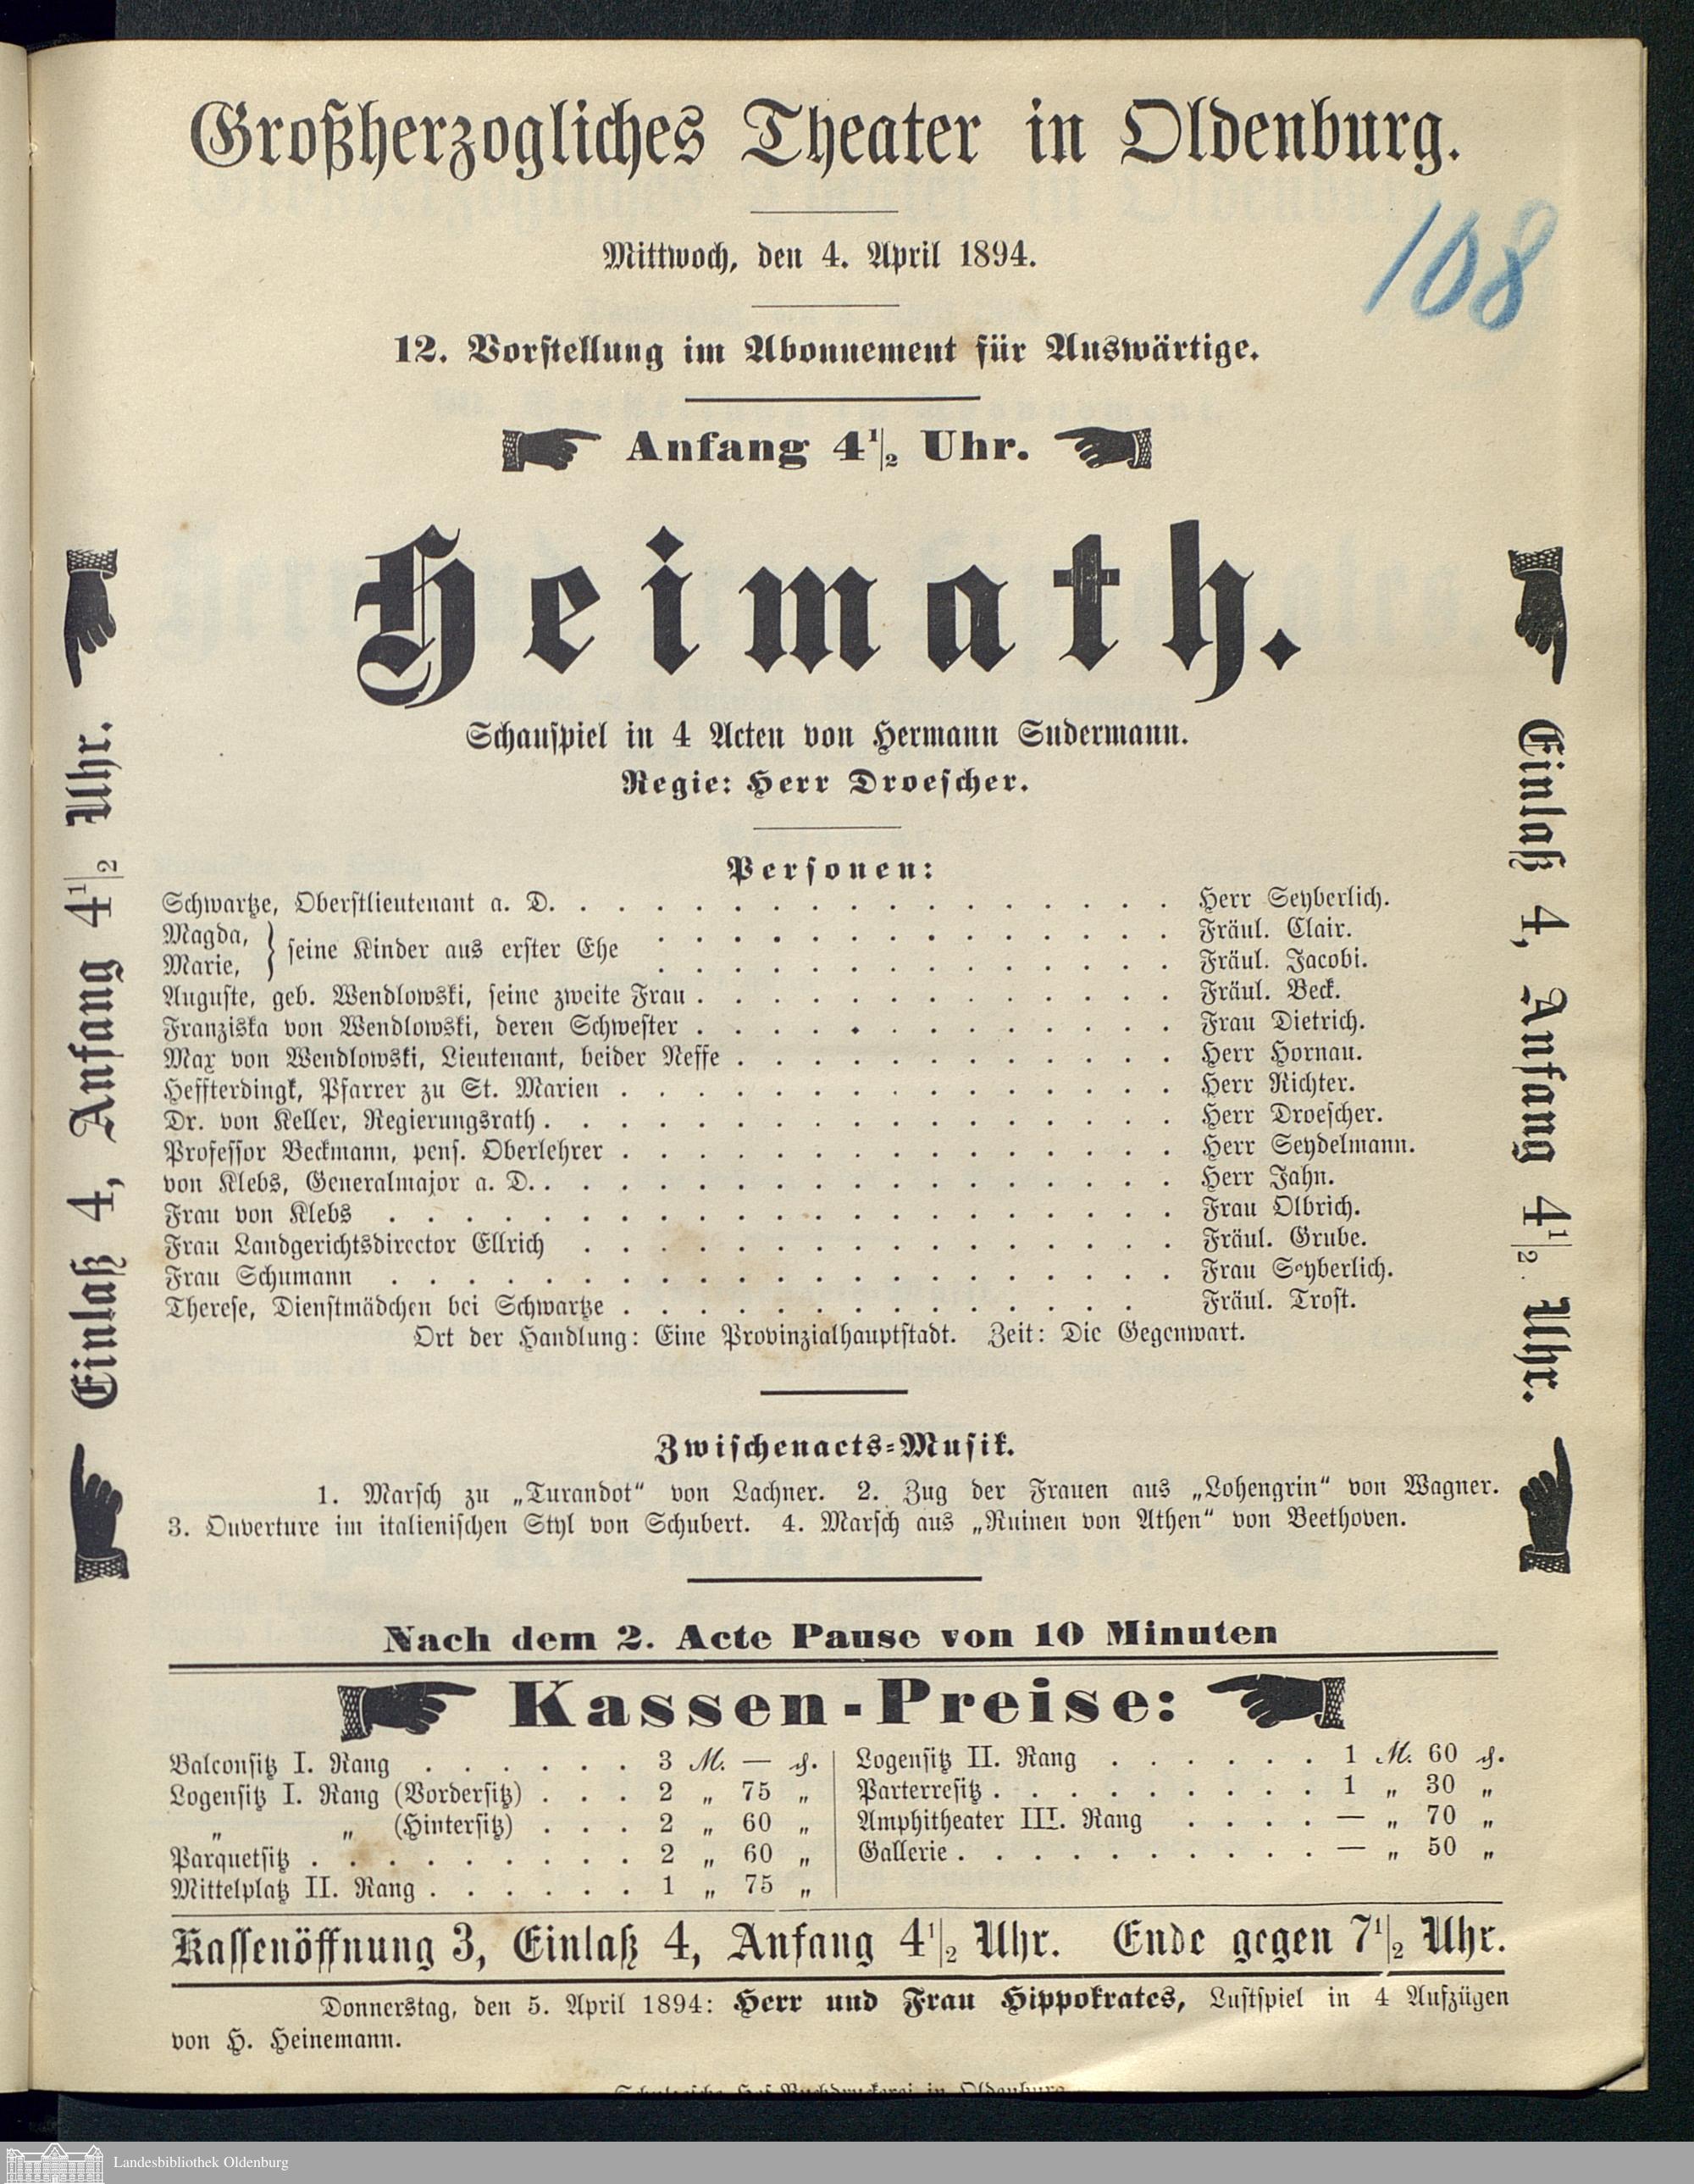 Großherzogliches Theater in Oldenburg.
108
Mittwoch, den 4. April 1894.
12. Vorstellung im Abonnement für Auswärtige.
Anfang 4 1/2 Uhr.
Heimath.
Schauspiel in 4 Acten von Hermann Sudermann.
Regie: Herr Droescher.
Personen:
Schwartze, Oberstlieutenant a. D. . . . . . . . . . . . . . . . . Herr Seyberlich.
Magda, } seine Kinder aus erster Ehe . . . . . . . . . . . . . . Fräul. Clair.
Marie, . . . . . . . . . . . . . . Fräul. Jacobi.
Auguste, geb. Wendlowski, seine zweite Frau . . . . . . . . . . . . . Fräul. Beck.
Franziska von Wendlowski, deren Schwester . . . . . . . . . . . . . Frau Dietrich.
Max von Wendlowski, Lieutenant, beider Neffe . . . . . . . . . . . . Herr Hornau.
Heffterdingk, Pfarrer zu St. Marien . . . . . . . . . . . . . . . Herr Richter.
Dr. von Keller, Regierungsrath . . . . . . . . . . . . . . . . . Herr Droescher.
Professor Beckmann, pens. Oberlehrer . . . . . . . . . . . . . . . Herr Seydelmann.
von Klebs, Generalmajor a. D. . . . . . . . . . . . . . . . . . Herr Jahn.
Frau von Klebs . . . . . . . . . . . . . . . . . . . . . Frau Olbrich.
Frau Landgerichtsdirector Ellrich . . . . . . . . . . . . . . . . Fräul. Grube.
Frau Schumann . . . . . . . . . . . . . . . . . . . . . Frau Seyberlich.
Therese, Dienstmädchen bei Schwartze . . . . . . . . . . . . . . Fräul. Trost.
Ort der Handlung: Eine Provinzialhauptstadt. Zeit: Die Gegenwart.
Zwischenacts-Musik.
1. Marsch zu „Turandot“ von Lachner. 2. Zug der Frauen aus „Lohengrin“ von Wagner.
3. Ouverture im italienischen Styl von Schubert. 4. Marsch aus „Ruinen von Athen“ von Beethoven.
Nach dem 2. Acte Pause von 10 Minuten
Kassen-Preise:
Balconsitz I. Rang . . . . . . 3 M. — ₰.
Logensitz I. Rang (Vordersitz) . . . 2 „ 75 „
„ „ (Hintersitz) . . . 2 „ 60 „
Parquetsitz . . . . . . . . . 2 „ 60 „
Mittelplatz II. Rang . . . . . . 1 „ 75 „
Logensitz II. Rang . . . . . . 1 M. 60 ₰.
Parterresitz . . . . . . . . . 1 „ 30 „
Amphitheater III. Rang . . . . — „ 70 „
Gallerie . . . . . . . . . . — „ 50 „
Kassenöffnung 3, Einlaß 4, Anfang 4 1/2 Uhr. Ende gegen 7 1/2 Uhr.
Donnerstag, den 5. April 1894: Herr und Frau Hippokrates, Lustspiel in 4 Aufzügen
von H. Heinemann.
Einlaß 4, Anfang 4 1/2 Uhr.
Einlaß 4, Anfang 4 1/2 Uhr.
Landesbibliothek Oldenburg